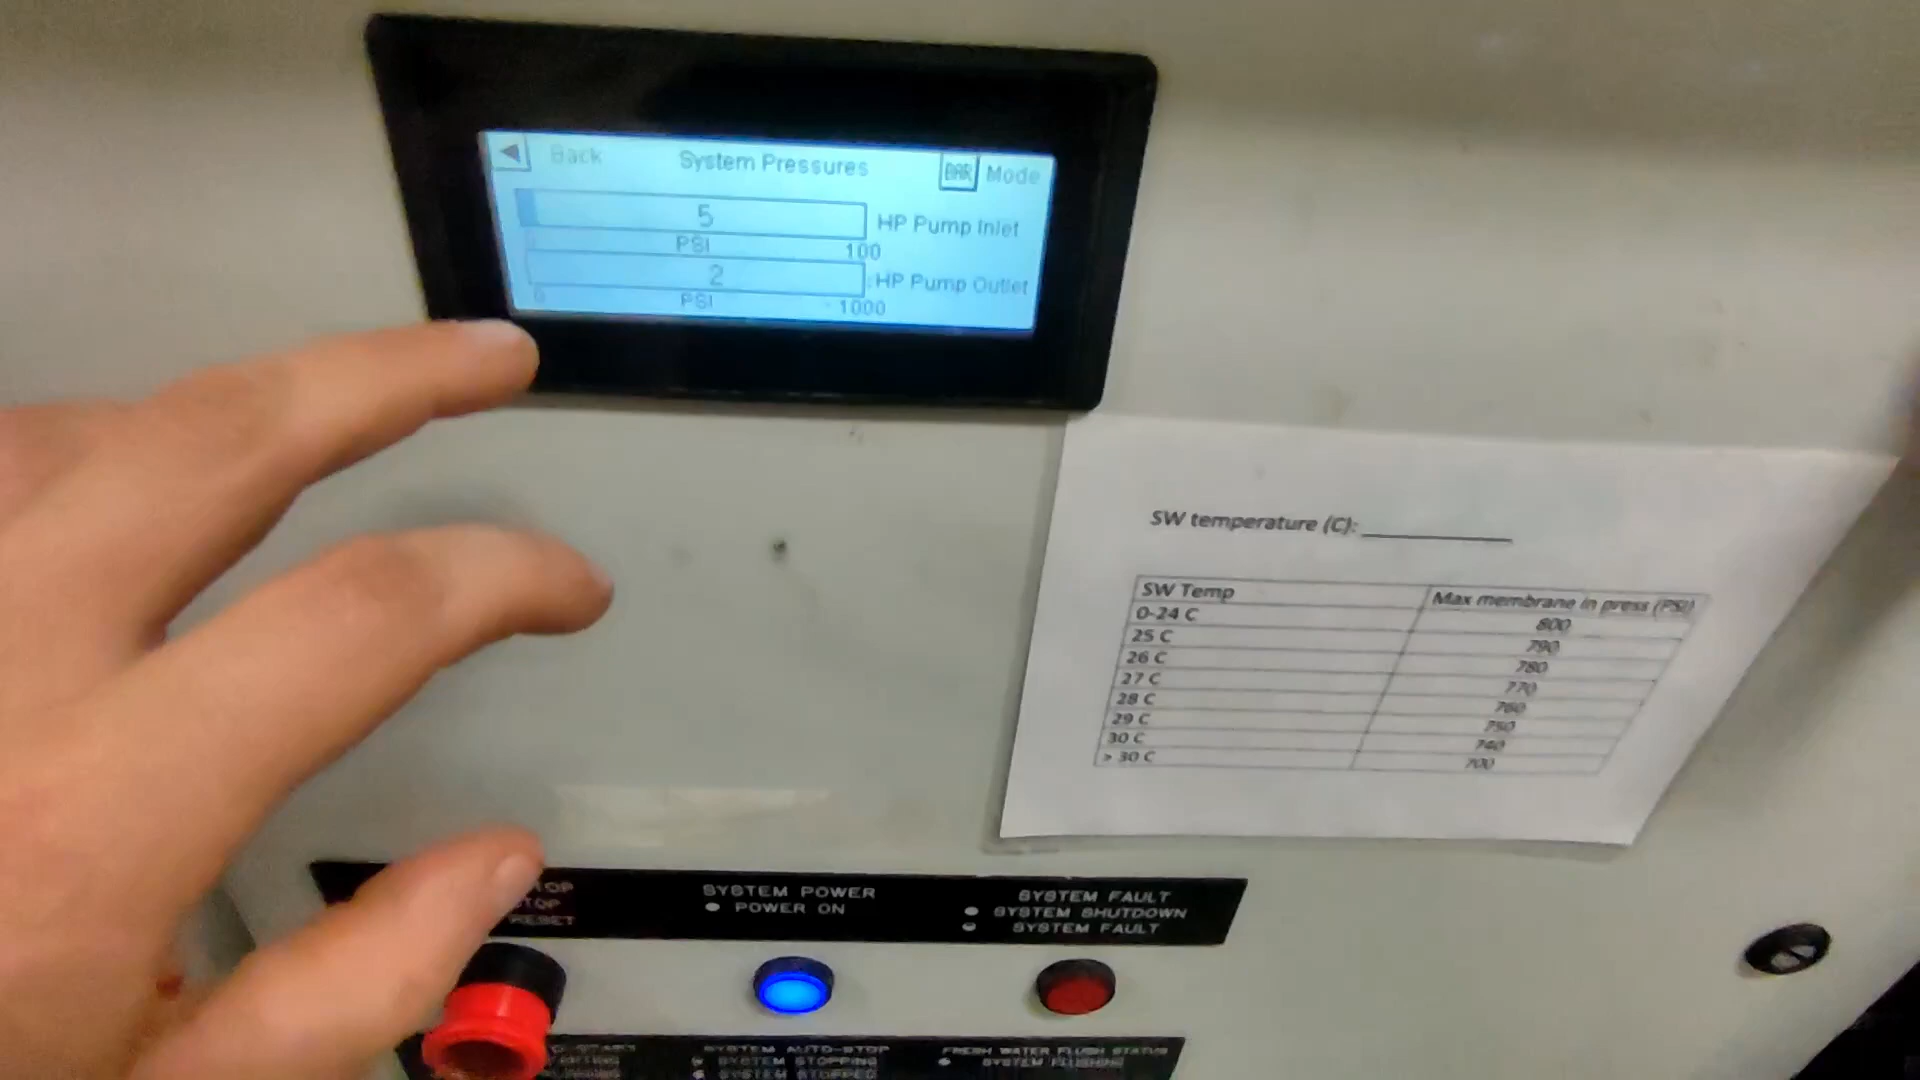 Back System Pressures BAR Mode
5 HP Pump Inlet
PSI 100
2 HP Pump Outlet
0 PSI 1000
SW temperature (C):
SW Temp Max membrane in press (PSI)
0-24 C 800
25 C 790
26 C 780
27 C 770
28 C 760
29 C 750
30 C 740
> 30 C 700
SYSTEM POWER
POWER ON
SYSTEM FAULT
SYSTEM SHUTDOWN
SYSTEM FAULT
RESET
SYSTEM AUTO-STOP
SYSTEM STOPPING
SYSTEM STOPPED
FRESH WATER FLUSH STATUS
SYSTEM FLUSHING